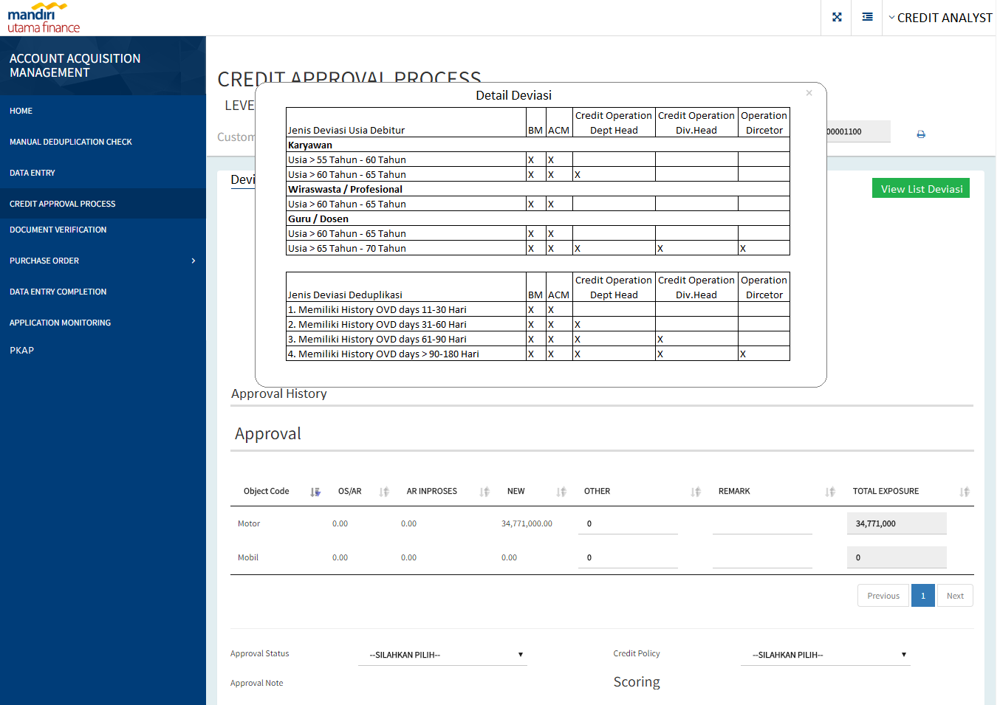 mandiri
utama finance
CREDIT ANALYST
ACCOUNT ACQUISITION
MANAGEMENT
HOME
MANUAL DEDUPLICATION CHECK
DATA ENTRY
CREDIT APPROVAL PROCESS
DOCUMENT VERIFICATION
PURCHASE ORDER
DATA ENTRY COMPLETION
APPLICATION MONITORING
PKAP
CREDIT APPROVAL PROCESS
LEVE
Custom
00001100
Devi
View List Deviasi
Detail Deviasi
×
Jenis Deviasi Usia Debitur BM ACM Credit Operation Dept Head Credit Operation Div.Head Operation Dircetor
Karyawan
Usia > 55 Tahun - 60 Tahun X X
Usia > 60 Tahun - 65 Tahun X X X
Wiraswasta / Profesional
Usia > 60 Tahun - 65 Tahun X X
Guru / Dosen
Usia > 60 Tahun - 65 Tahun X X
Usia > 65 Tahun - 70 Tahun X X X X X
Jenis Deviasi Deduplikasi BM ACM Credit Operation Dept Head Credit Operation Div.Head Operation Dircetor
1. Memiliki History OVD days 11-30 Hari X X
2. Memiliki History OVD days 31-60 Hari X X X
3. Memiliki History OVD days 61-90 Hari X X X X
4. Memiliki History OVD days > 90-180 Hari X X X X X
Approval History
Approval
Object Code OS/AR AR INPROSES NEW OTHER REMARK TOTAL EXPOSURE
Motor 0.00 0.00 34,771,000.00 0 34,771,000
Mobil 0.00 0.00 0.00 0 0
Previous 1 Next
Approval Status --SILAHKAN PILIH-- Credit Policy --SILAHKAN PILIH--
Approval Note Scoring